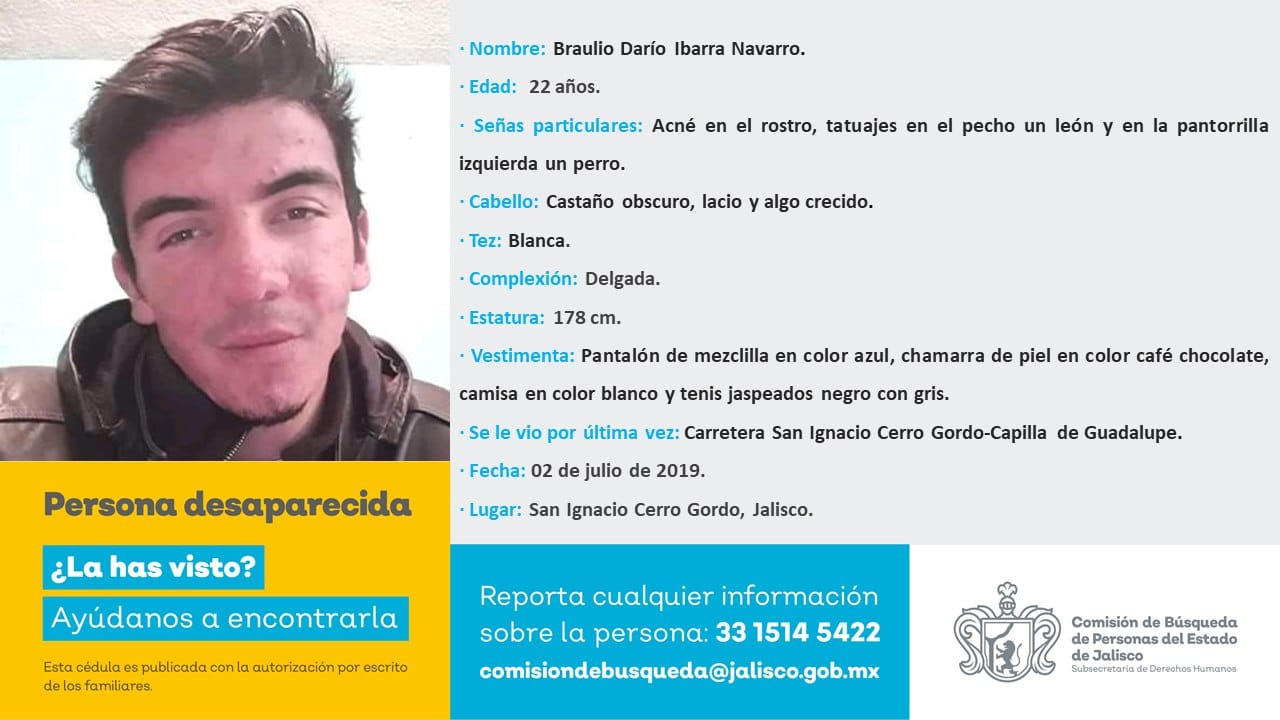 · Nombre: Braulio Darío Ibarra Navarro.
· Edad: 22 años.
· Señas particulares: Acné en el rostro, tatuajes en el pecho un león y en la pantorrilla
izquierda un perro.
· Cabello: Castaño obscuro, lacio y algo crecido.
· Tez: Blanca.
· Complexión: Delgada.
· Estatura: 178 cm.
· Vestimenta: Pantalón de mezclilla en color azul, chamarra de piel en color café chocolate,
camisa en color blanco y tenis jaspeados negro con gris.
· Se le vio por última vez: Carretera San Ignacio Cerro Gordo-Capilla de Guadalupe.
· Fecha: 02 de julio de 2019.
· Lugar: San Ignacio Cerro Gordo, Jalisco.
Persona desaparecida
¿La has visto?
Ayúdanos a encontrarla
Esta cédula es publicada con la autorización por escrito
de los familiares.
Reporta cualquier información
sobre la persona: 33 1514 5422
comisiondebusqueda@jalisco.gob.mx
Comisión de Búsqueda
de Personas del Estado
de Jalisco
Subsecretaría de Derechos Humanos